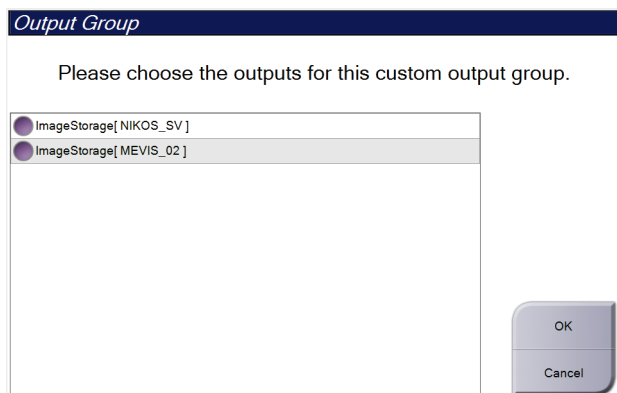 Output Group
Please choose the outputs for this custom output group.
ImageStorage[ NIKOS_SV ]
ImageStorage[ MEVIS_02 ]
OK
Cancel